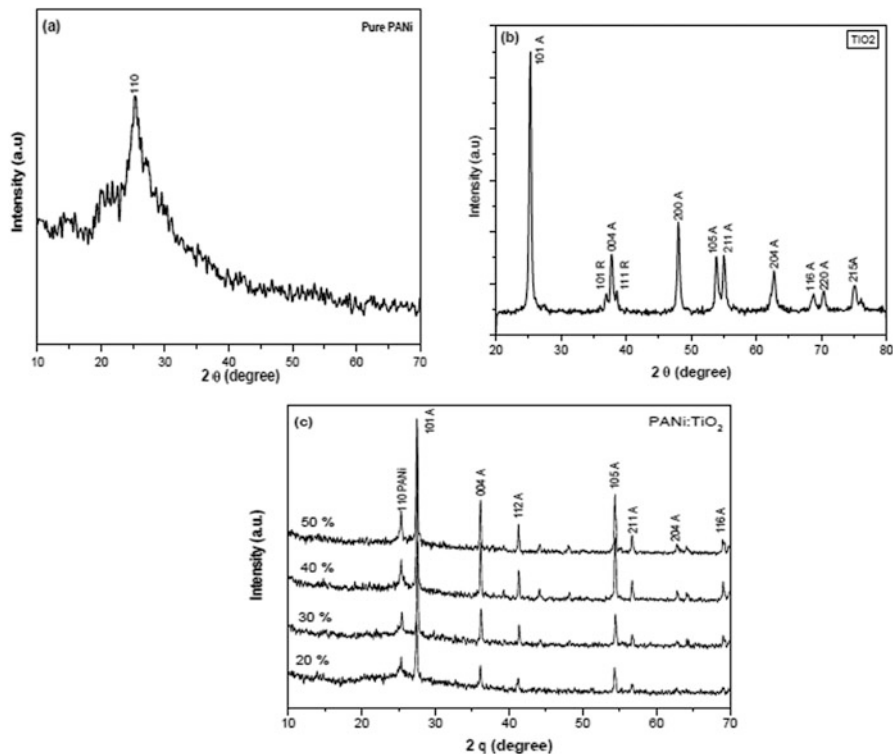 (a)
Pure PANi
110
Intensity (a.u)
10 20 30 40 50 60 70
2 θ (degree)
(b)
TiO2
101 A
101 R
004 A
111 R
200 A
105 A
211 A
204 A
116 A
220 A
215A
Intensity (a.u)
20 30 40 50 60 70 80
2 θ (degree)
(c)
PANi:TiO₂
110 PANi
101 A
004 A
112 A
105 A
211 A
204 A
116 A
50 %
40 %
30 %
20 %
Intensity (a.u.)
10 20 30 40 50 60 70
2 q (degree)